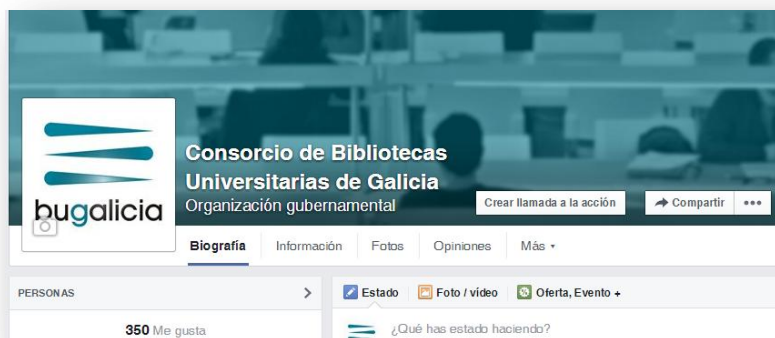 Consorcio de Bibliotecas
Universitarias de Galicia
Organización gubernamental
bugalicia
Crear llamada a la acción
Compartir
Biografía Información Fotos Opiniones Más
PERSONAS
350 Me gusta
Estado Foto / vídeo Oferta, Evento +
¿Qué has estado haciendo?